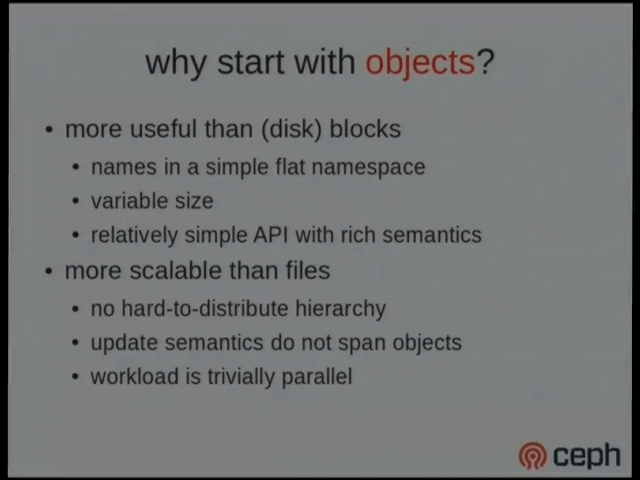 why start with objects?
• more useful than (disk) blocks
• names in a simple flat namespace
• variable size
• relatively simple API with rich semantics
• more scalable than files
• no hard-to-distribute hierarchy
• update semantics do not span objects
• workload is trivially parallel
ceph